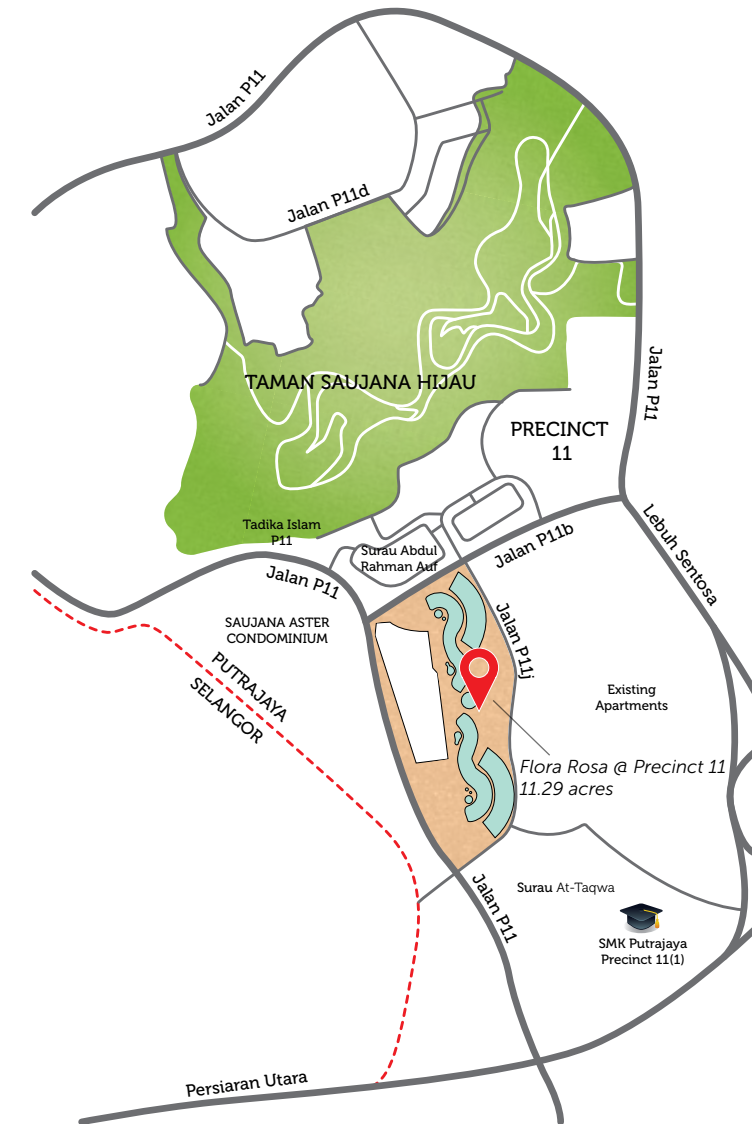 Jalan P11
Jalan P11d
TAMAN SAUJANA HIJAU
Jalan P11
PRECINCT
11
Tadika Islam
P11
Surau Abdul
Rahman Auf
Jalan P11b
Lebuh Sentosa
Jalan P11
SAUJANA ASTER
CONDOMINIUM
Jalan P11j
PUTRAJAYA
SELANGOR
Existing
Apartments
Flora Rosa @ Precinct 11
11.29 acres
Jalan P11
Surau At-Taqwa
SMK Putrajaya
Precinct 11(1)
Persiaran Utara